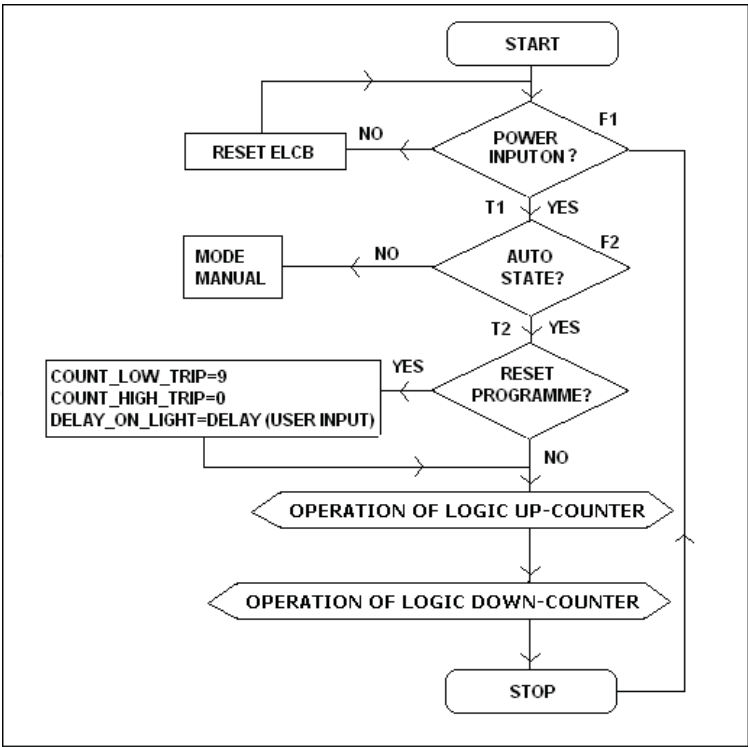 START
F1
POWER
INPUTON ?
NO
RESET ELCB
T1
YES
F2
AUTO
STATE?
NO
MODE
MANUAL
T2
YES
RESET
PROGRAMME?
YES
COUNT_LOW_TRIP=9
COUNT_HIGH_TRIP=0
DELAY_ON_LIGHT=DELAY (USER INPUT)
NO
OPERATION OF LOGIC UP-COUNTER
OPERATION OF LOGIC DOWN-COUNTER
STOP